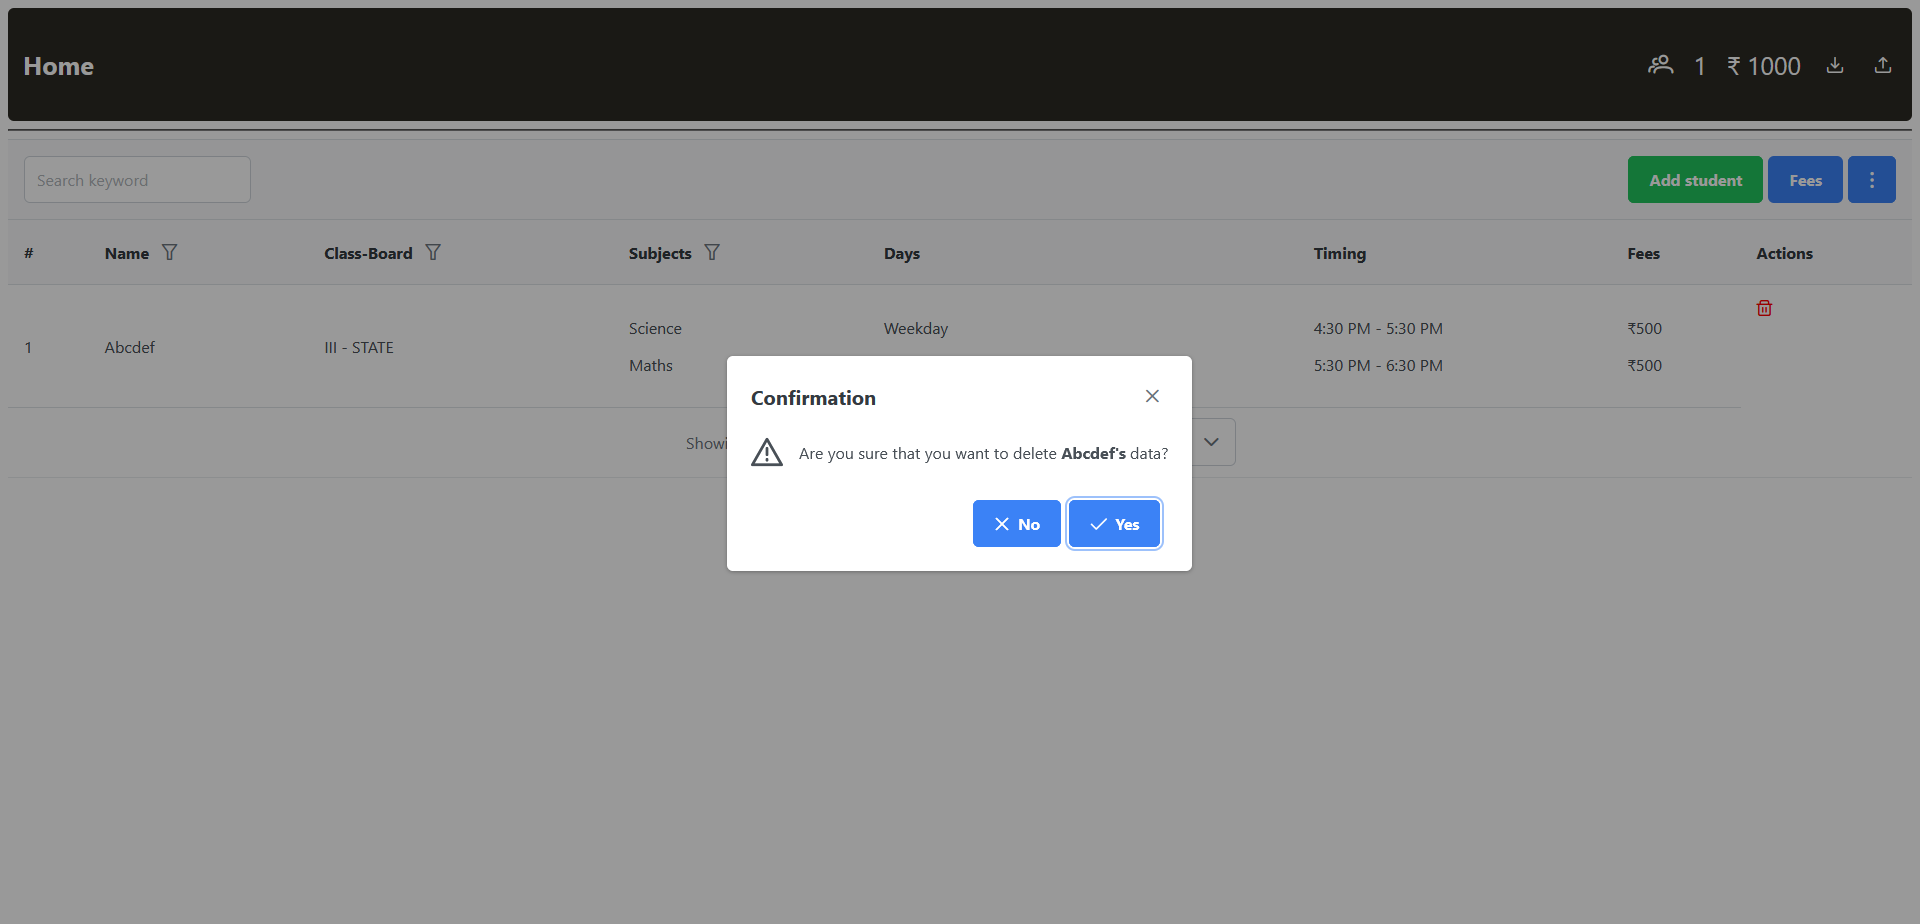 Home
1 ₹ 1000
Search keyword
Add student Fees
# Name Class-Board Subjects Days Timing Fees Actions
1 Abcdef III - STATE
Science Weekday 4:30 PM - 5:30 PM ₹500
Maths 5:30 PM - 6:30 PM ₹500
Confirmation
Are you sure that you want to delete Abcdef's data?
No Yes